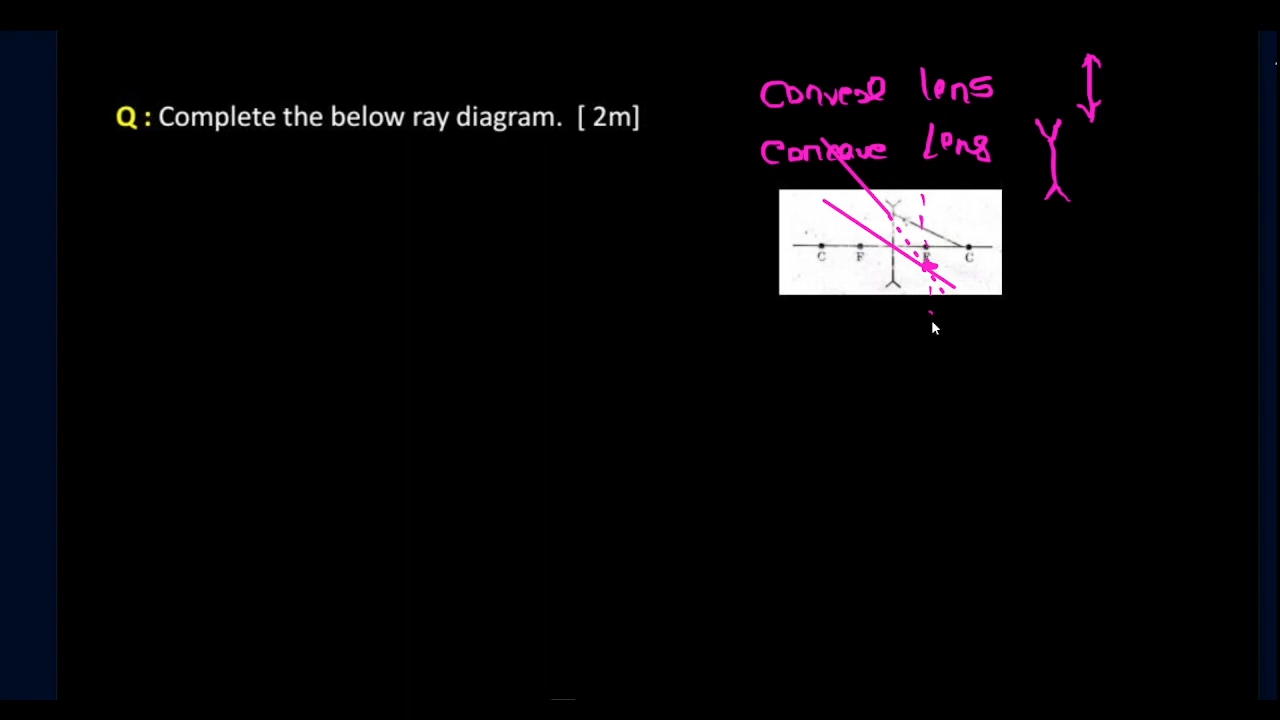 Q : Complete the below ray diagram. [ 2m]
Convex lens
Concave lens
C F F C